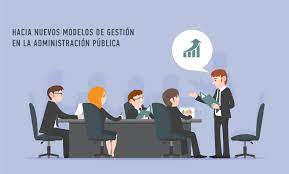 HACIA NUEVOS MODELOS DE GESTIÓN
EN LA ADMINISTRACIÓN PÚBLICA